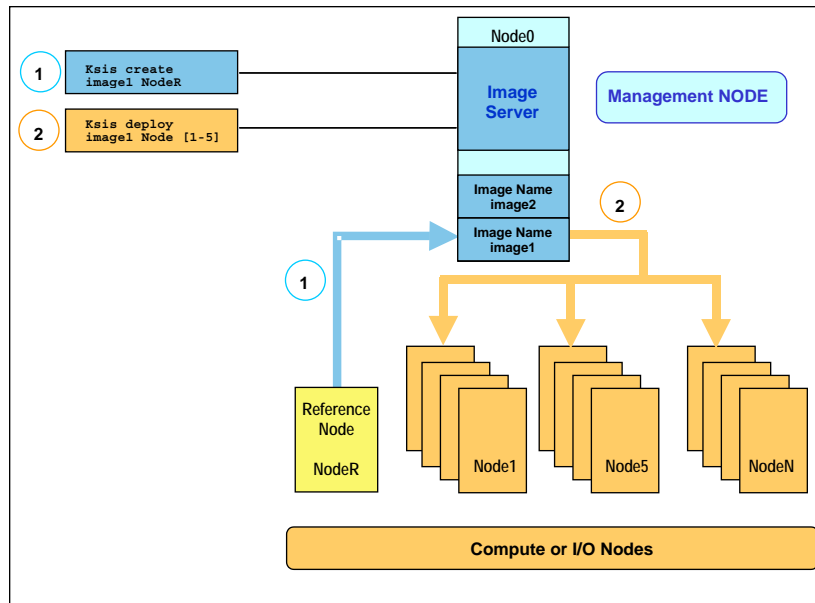 Node0
1
Ksis create
image1 NodeR
Image
Server
Management NODE
2
Ksis deploy
image1 Node [1-5]
Image Name
image2
2
Image Name
image1
1
Reference
Node
NodeR
Node1
Node5
NodeN
Compute or I/O Nodes